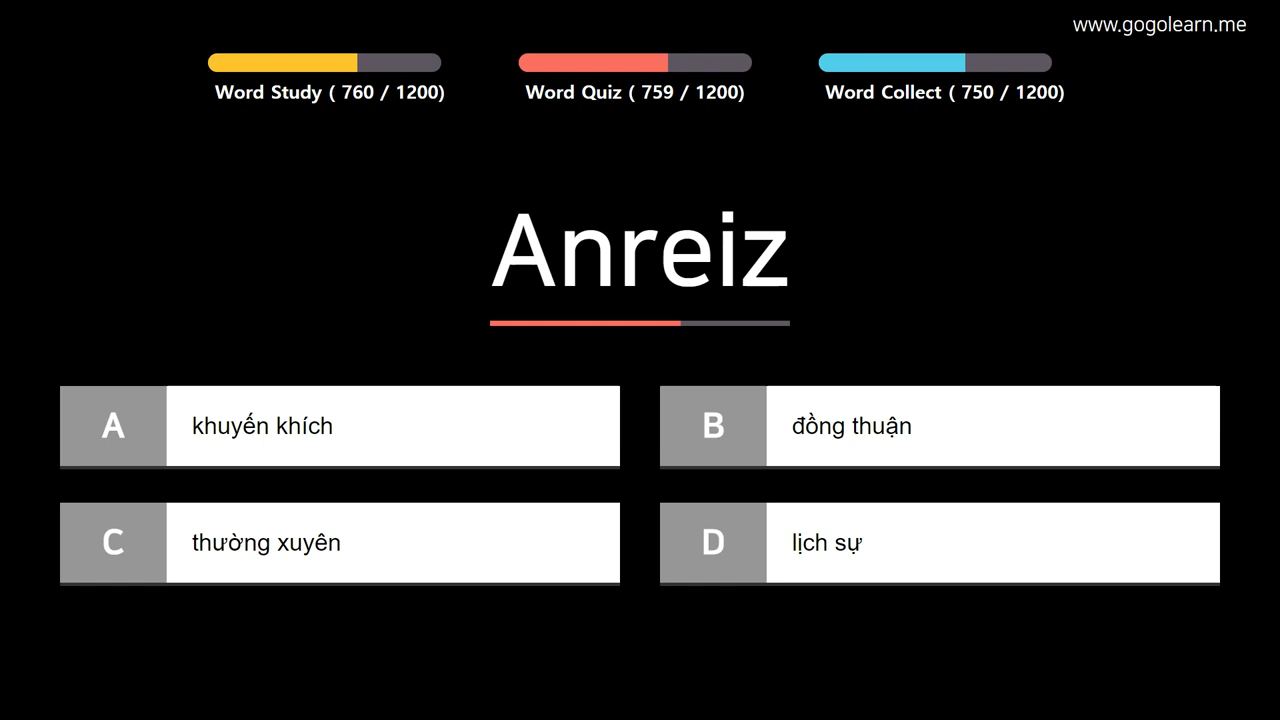 www.gogolearn.me
Word Study ( 760 / 1200)
Word Quiz ( 759 / 1200)
Word Collect ( 750 / 1200)
Anreiz
A khuyến khích
B đồng thuận
C thường xuyên
D lịch sự